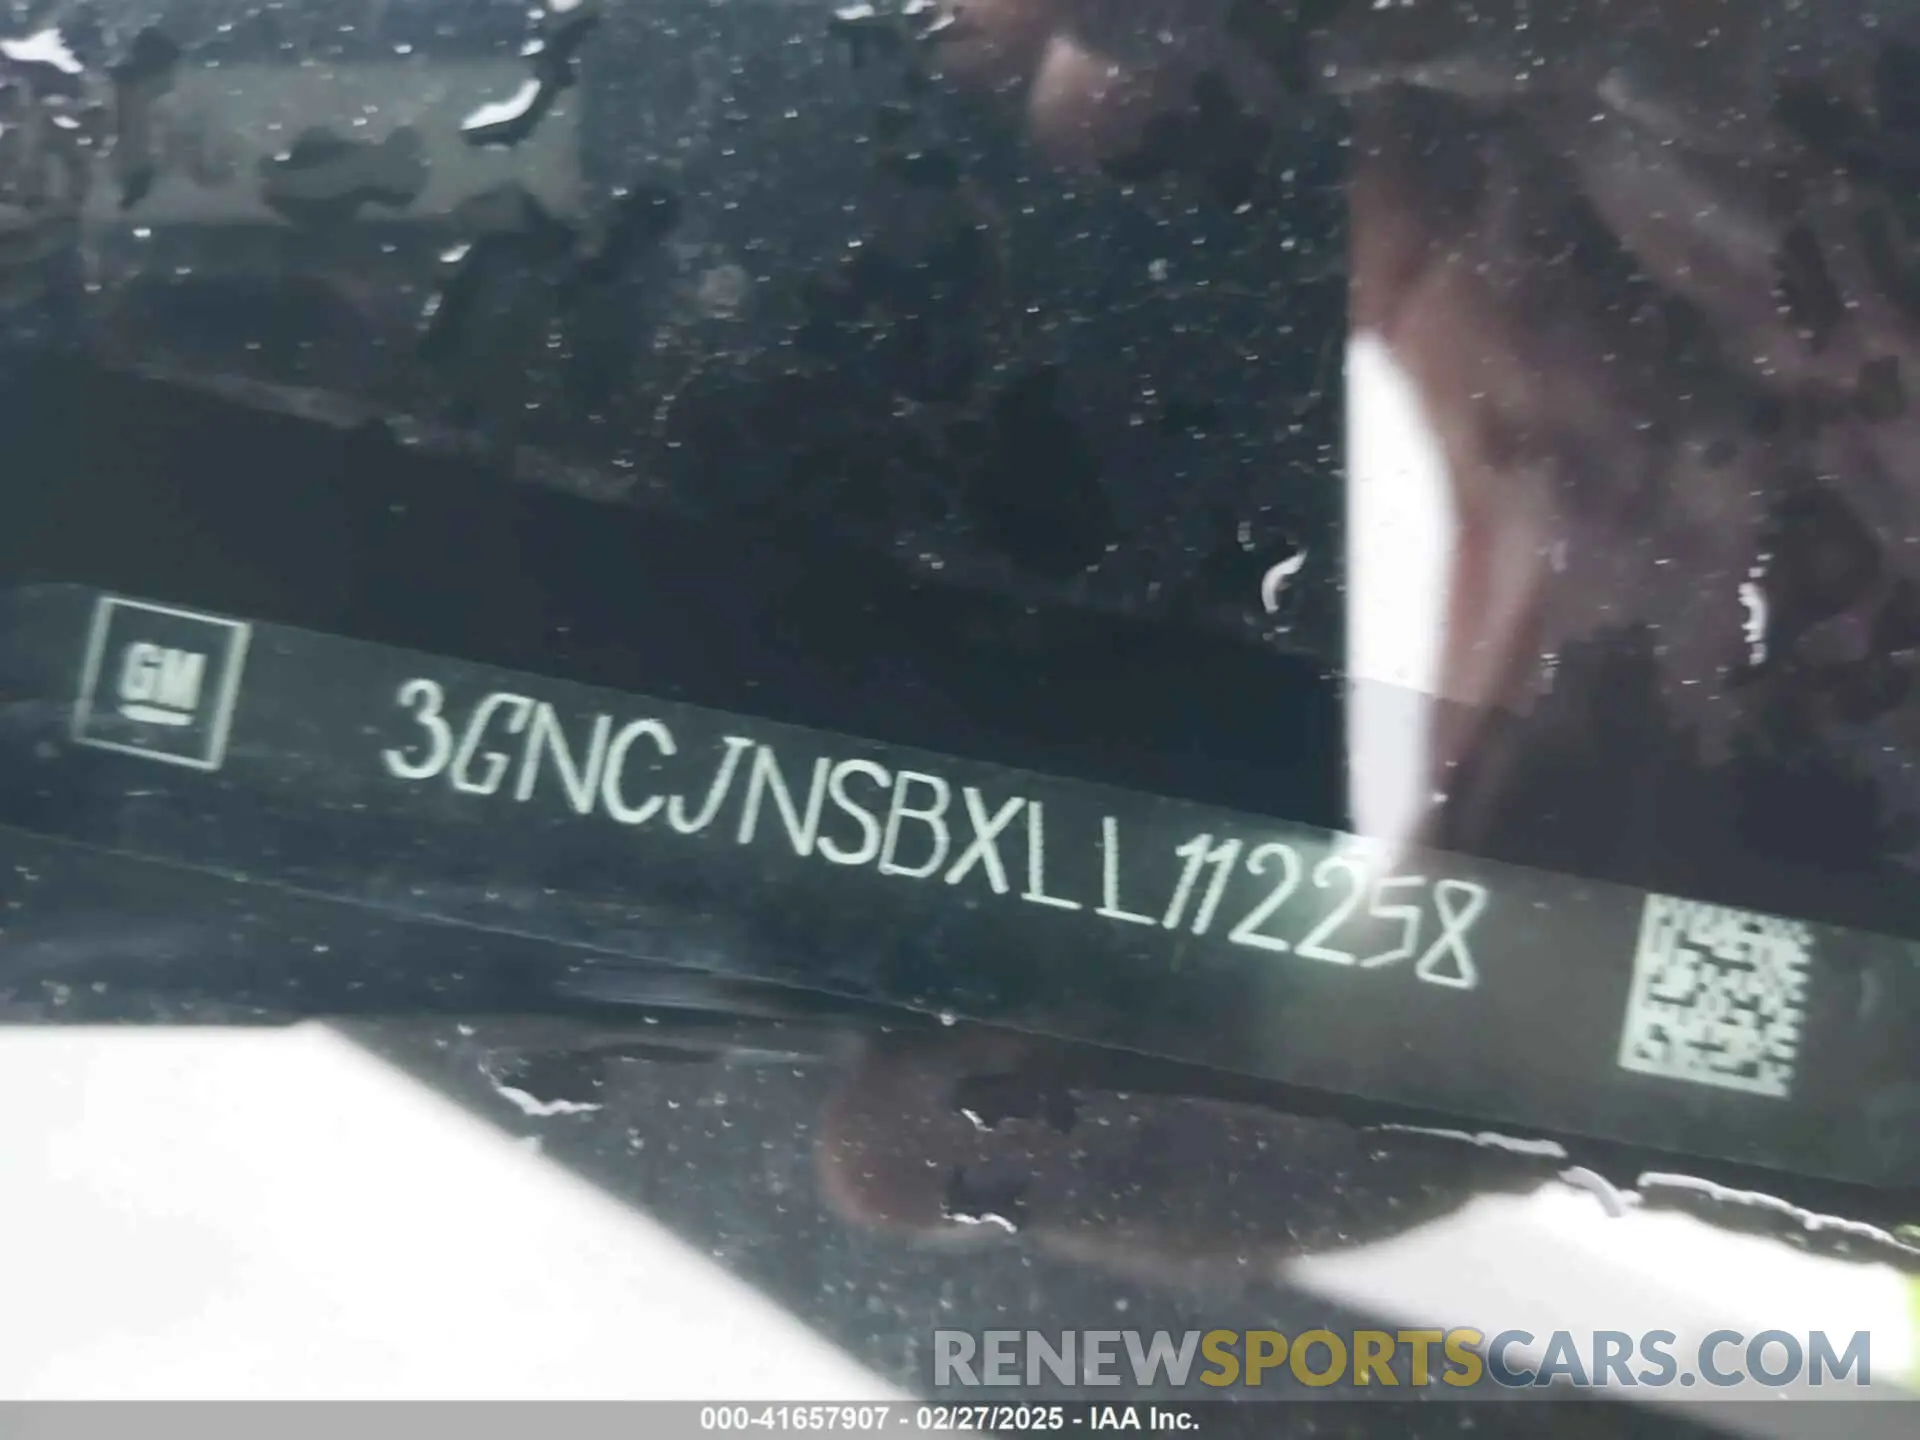 GM
3GNCJNSBXLL112258
RENEWSPORTSCARS.COM
000-41657907 - 02/27/2025 - IAA Inc.